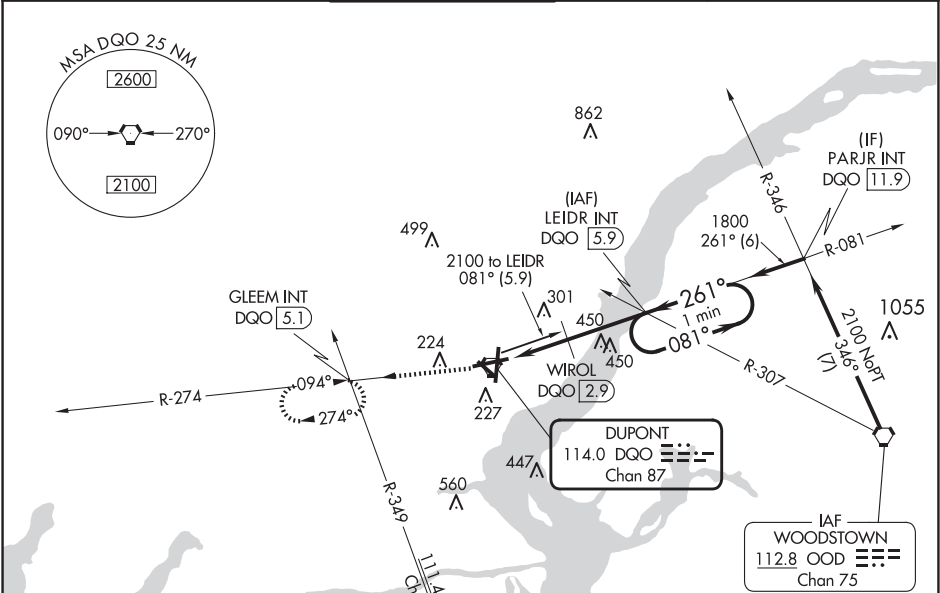 MSA DQO 25 NM
2600
090°
270°
2100
862
(IF)
PARJR INT
DQO 11.9
R-346
(IAF)
LEIDR INT
DQO 5.9
1800
261° (6)
R-081
499
2100 to LEIDR
081° (5.9)
GLEEM INT
DQO 5.1
301
261°
1 min
081°
1055
450
450
224
2100 NoPT
346°
(7)
WIROL
DQO 2.9
R-307
094°
R-274
274°
227
DUPONT
114.0 DQO
Chan 87
447
560
R-349
IAF
WOODSTOWN
112.8 OOD
Chan 75
111.4